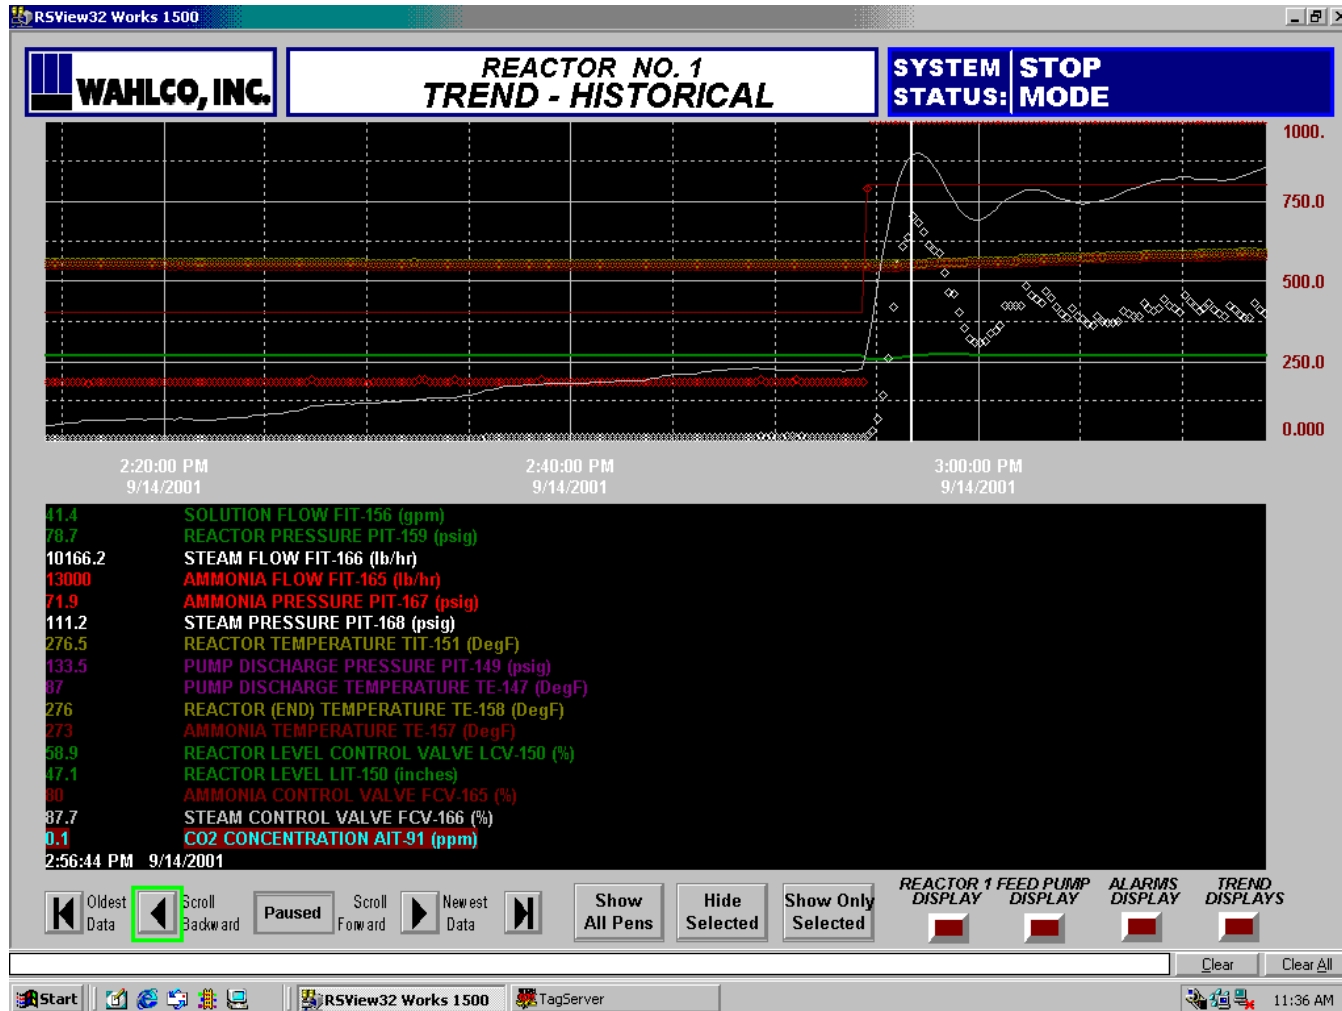 RSView32 Works 1500
WAHLCO, INC.
REACTOR NO. 1
TREND - HISTORICAL
SYSTEM STATUS:
STOP MODE
1000.
750.0
500.0
250.0
0.000
2:20:00 PM 2:40:00 PM 3:00:00 PM
9/14/2001 9/14/2001 9/14/2001
41.4 SOLUTION FLOW FIT-156 (gpm)
78.7 REACTOR PRESSURE PIT-159 (psig)
10166.2 STEAM FLOW FIT-166 (lb/hr)
13000 AMMONIA FLOW FIT-165 (lb/hr)
71.9 AMMONIA PRESSURE PIT-167 (psig)
111.2 STEAM PRESSURE PIT-168 (psig)
276.5 REACTOR TEMPERATURE TIT-151 (DegF)
133.5 PUMP DISCHARGE PRESSURE PIT-149 (psig)
87 PUMP DISCHARGE TEMPERATURE TE-147 (DegF)
276 REACTOR (END) TEMPERATURE TE-158 (DegF)
273 AMMONIA TEMPERATURE TE-157 (DegF)
58.9 REACTOR LEVEL CONTROL VALVE LCV-150 (%)
47.1 REACTOR LEVEL LIT-150 (inches)
80 AMMONIA CONTROL VALVE FCV-165 (%)
87.7 STEAM CONTROL VALVE FCV-166 (%)
0.1 CO2 CONCENTRATION AIT-91 (ppm)
2:56:44 PM 9/14/2001
Oldest Data
Scroll Backward
Paused
Scroll Forward
Newest Data
Show All Pens
Hide Selected
Show Only Selected
REACTOR 1 DISPLAY
FEED PUMP DISPLAY
ALARMS DISPLAY
TREND DISPLAYS
Clear Clear All
Start RSView32 Works 1500 TagServer 11:36 AM